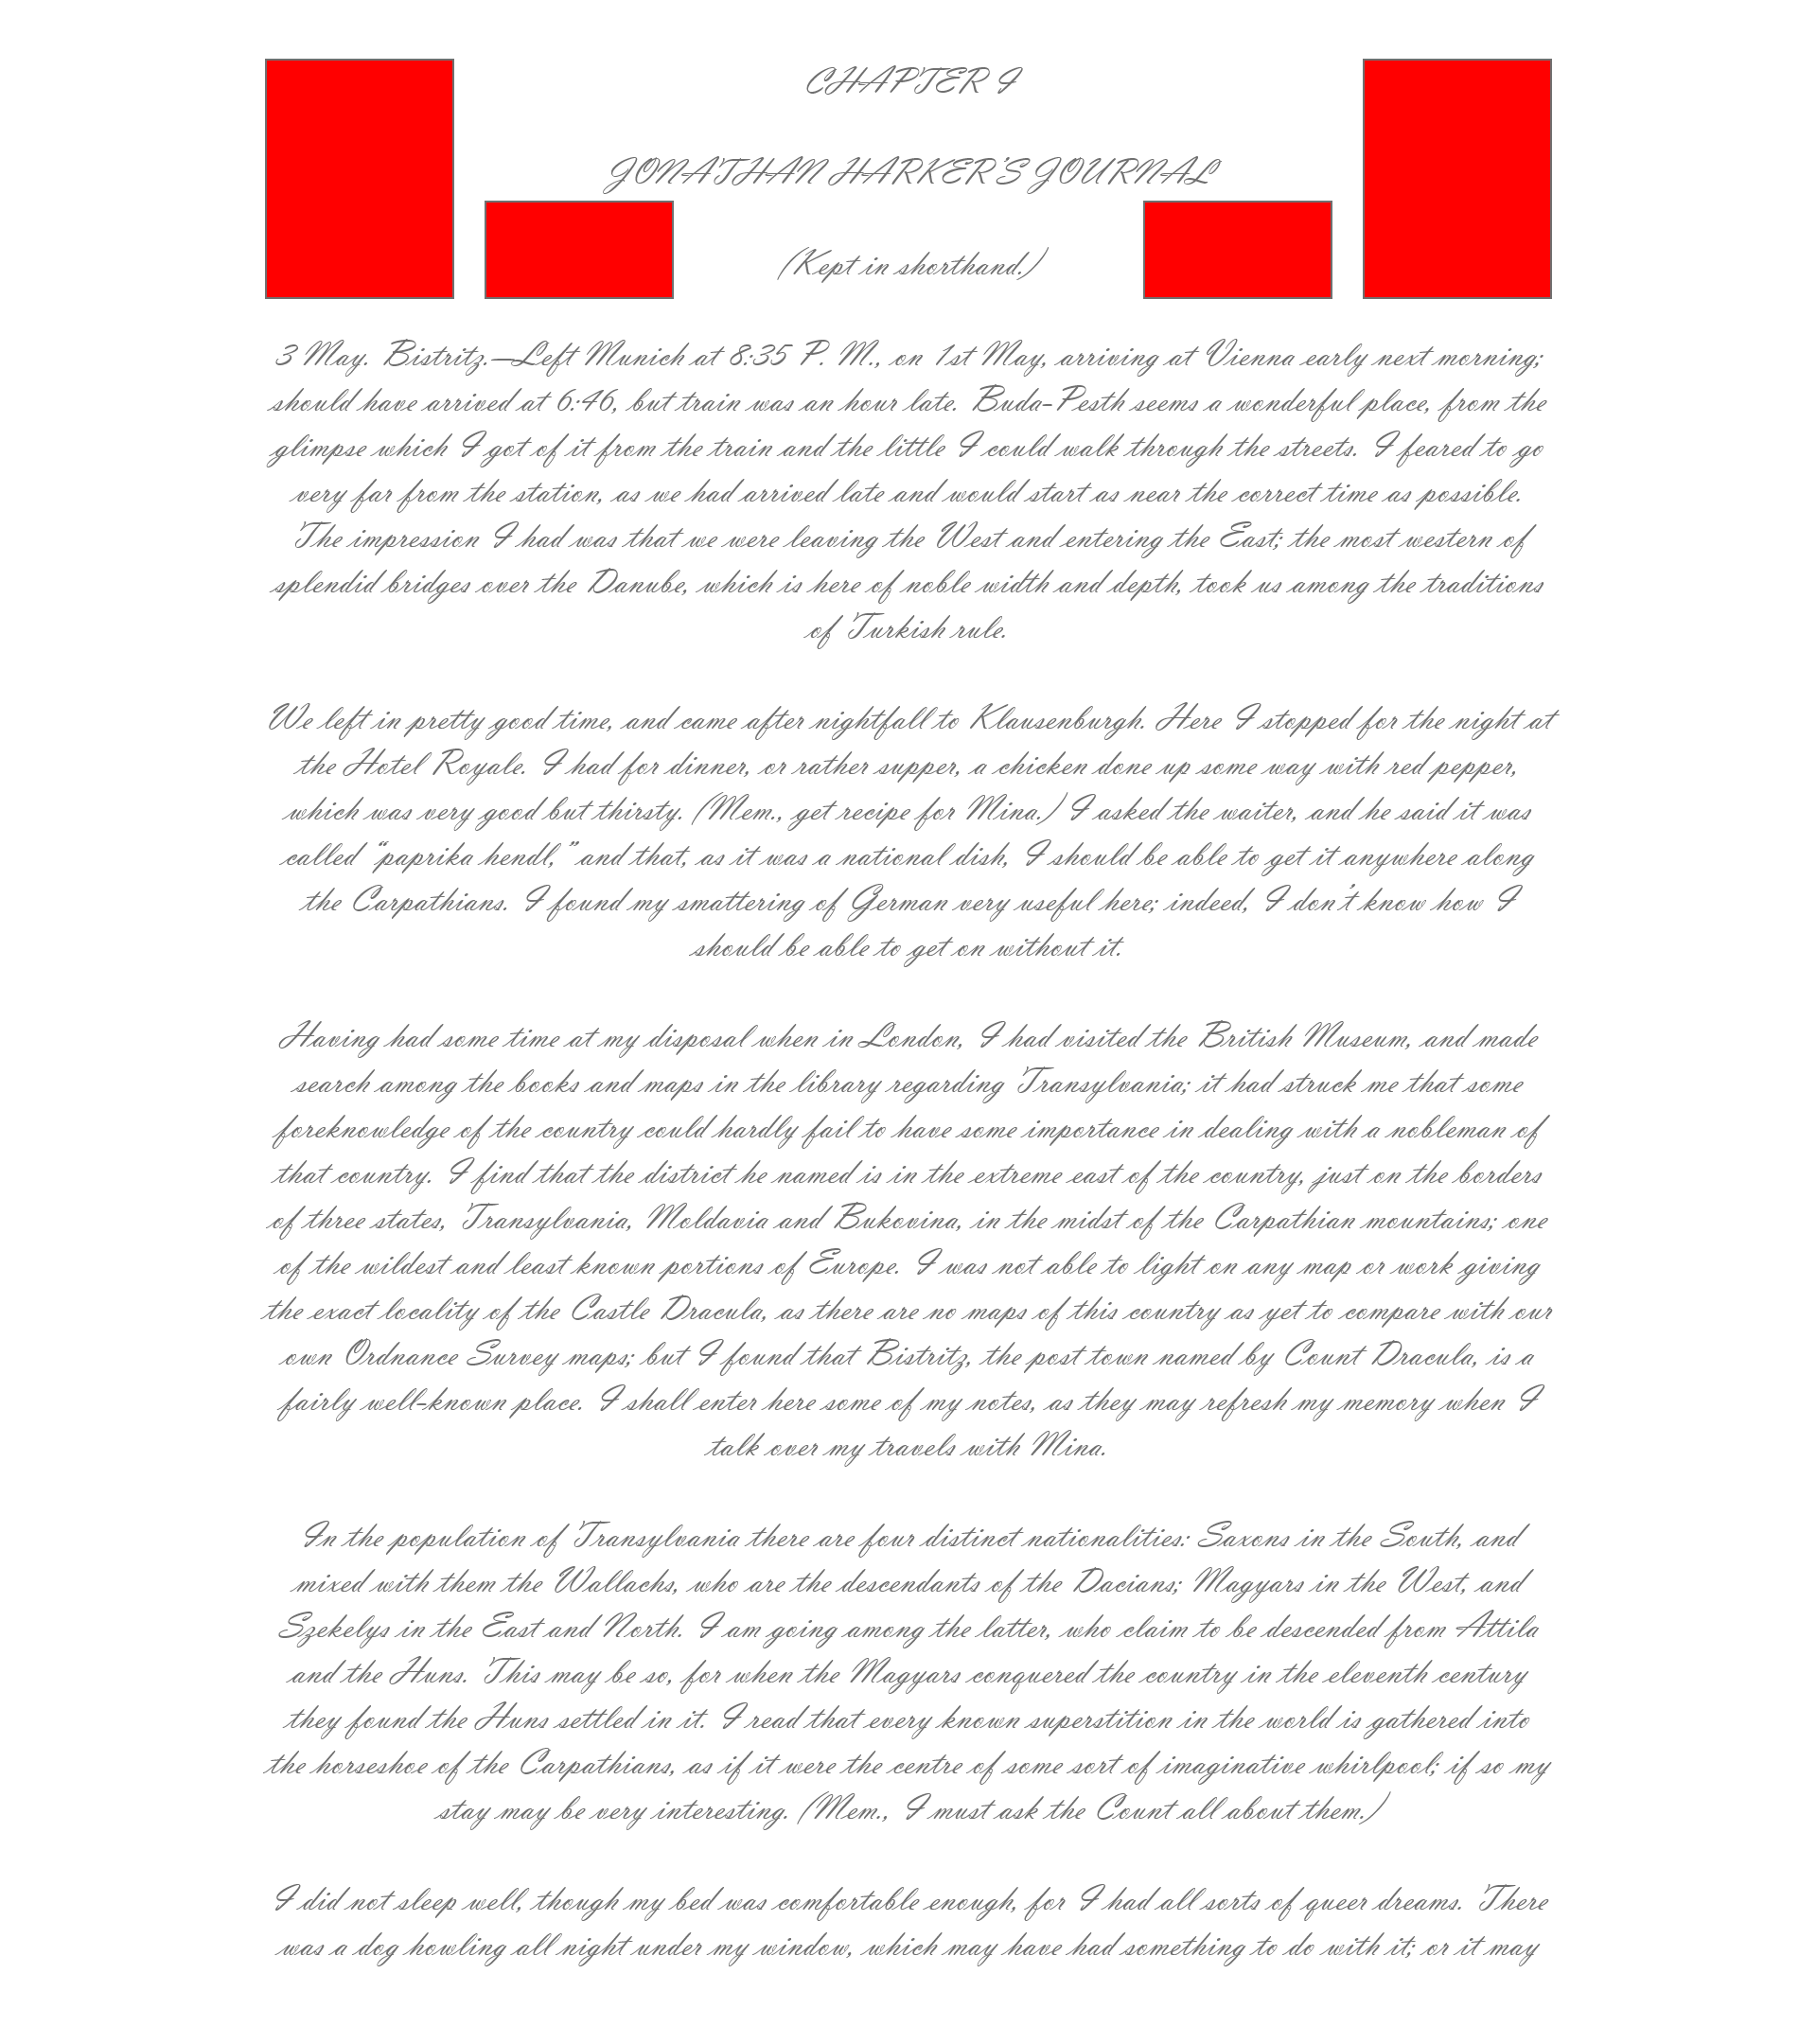 CHAPTER I
JONATHAN HARKER'S JOURNAL
(Kept in shorthand.)
3 May. Bistritz.—Left Munich at 8:35 P. M., on 1st May, arriving at Vienna early next morning;
should have arrived at 6:46, but train was an hour late. Buda-Pesth seems a wonderful place, from the
glimpse which I got of it from the train and the little I could walk through the streets. I feared to go
very far from the station, as we had arrived late and would start as near the correct time as possible.
The impression I had was that we were leaving the West and entering the East; the most western of
splendid bridges over the Danube, which is here of noble width and depth, took us among the traditions
of Turkish rule.
We left in pretty good time, and came after nightfall to Klausenburgh. Here I stopped for the night at
the Hotel Royale. I had for dinner, or rather supper, a chicken done up some way with red pepper,
which was very good but thirsty. (Mem., get recipe for Mina.) I asked the waiter, and he said it was
called “paprika hendl,” and that, as it was a national dish, I should be able to get it anywhere along
the Carpathians. I found my smattering of German very useful here; indeed, I don't know how I
should be able to get on without it.
Having had some time at my disposal when in London, I had visited the British Museum, and made
search among the books and maps in the library regarding Transylvania; it had struck me that some
foreknowledge of the country could hardly fail to have some importance in dealing with a nobleman of
that country. I find that the district he named is in the extreme east of the country, just on the borders
of three states, Transylvania, Moldavia and Bukovina, in the midst of the Carpathian mountains; one
of the wildest and least known portions of Europe. I was not able to light on any map or work giving
the exact locality of the Castle Dracula, as there are no maps of this country as yet to compare with our
own Ordnance Survey maps; but I found that Bistritz, the post town named by Count Dracula, is a
fairly well-known place. I shall enter here some of my notes, as they may refresh my memory when I
talk over my travels with Mina.
In the population of Transylvania there are four distinct nationalities: Saxons in the South, and
mixed with them the Wallachs, who are the descendants of the Dacians; Magyars in the West, and
Szekelys in the East and North. I am going among the latter, who claim to be descended from Attila
and the Huns. This may be so, for when the Magyars conquered the country in the eleventh century
they found the Huns settled in it. I read that every known superstition in the world is gathered into
the horseshoe of the Carpathians, as if it were the centre of some sort of imaginative whirlpool; if so my
stay may be very interesting. (Mem., I must ask the Count all about them.)
I did not sleep well, though my bed was comfortable enough, for I had all sorts of queer dreams. There
was a dog howling all night under my window, which may have had something to do with it; or it may